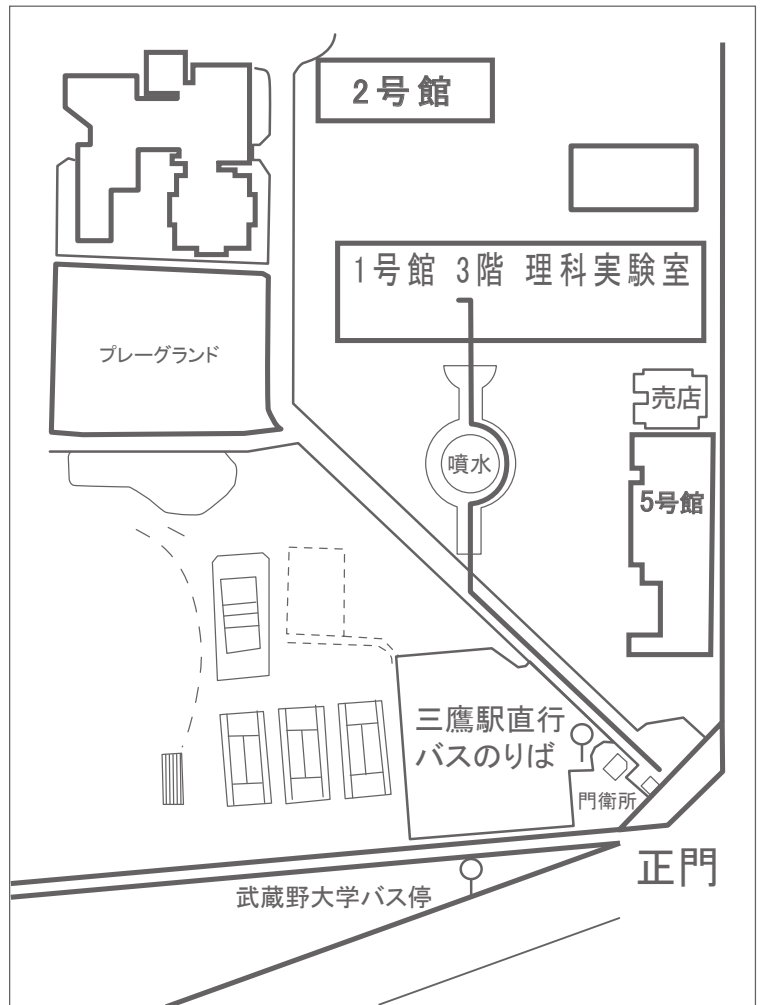 2号館
1号館 3階 理科実験室
プレーグランド
売店
噴水
5号館
三鷹駅直行
バスのりば
門衛所
正門
武蔵野大学バス停